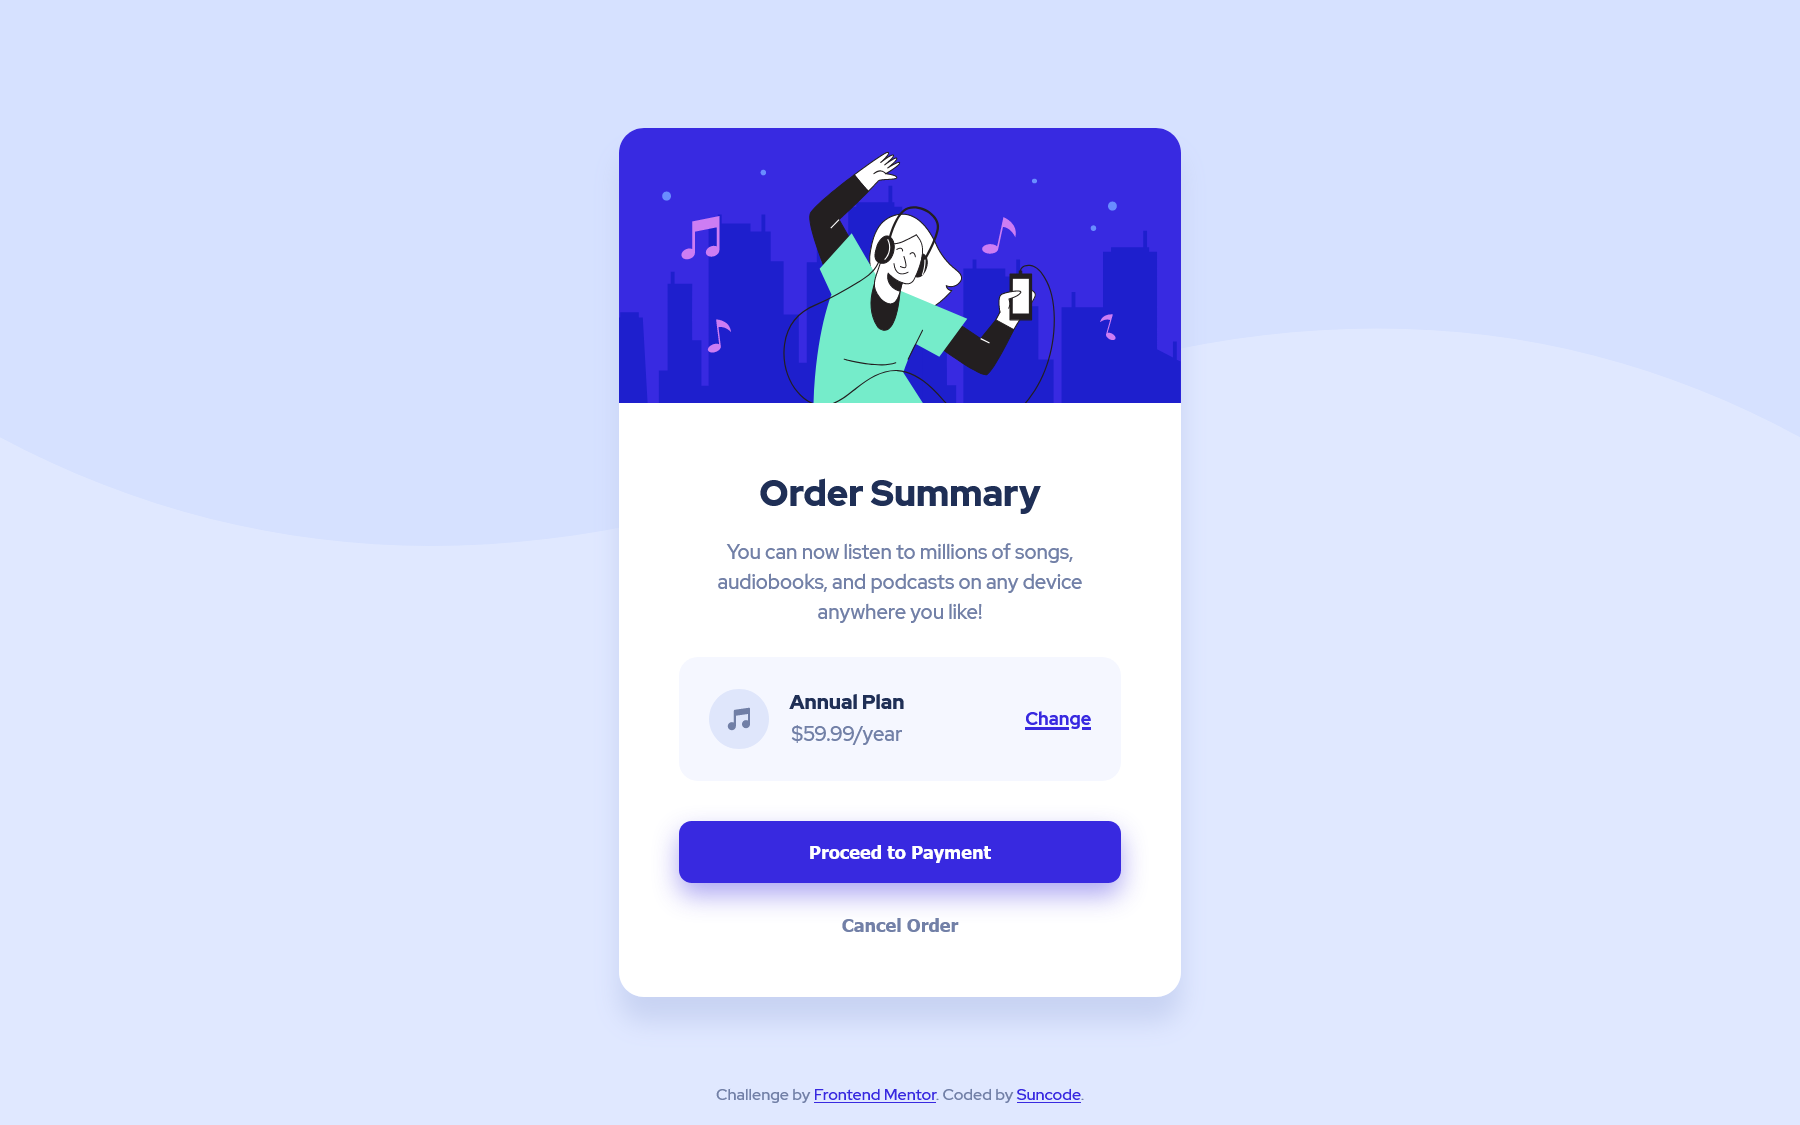 Order Summary
You can now listen to millions of songs,
audiobooks, and podcasts on any device
anywhere you like!
Annual Plan
$59.99/year
Change
Proceed to Payment
Cancel Order
Challenge by Frontend Mentor. Coded by Suncode.